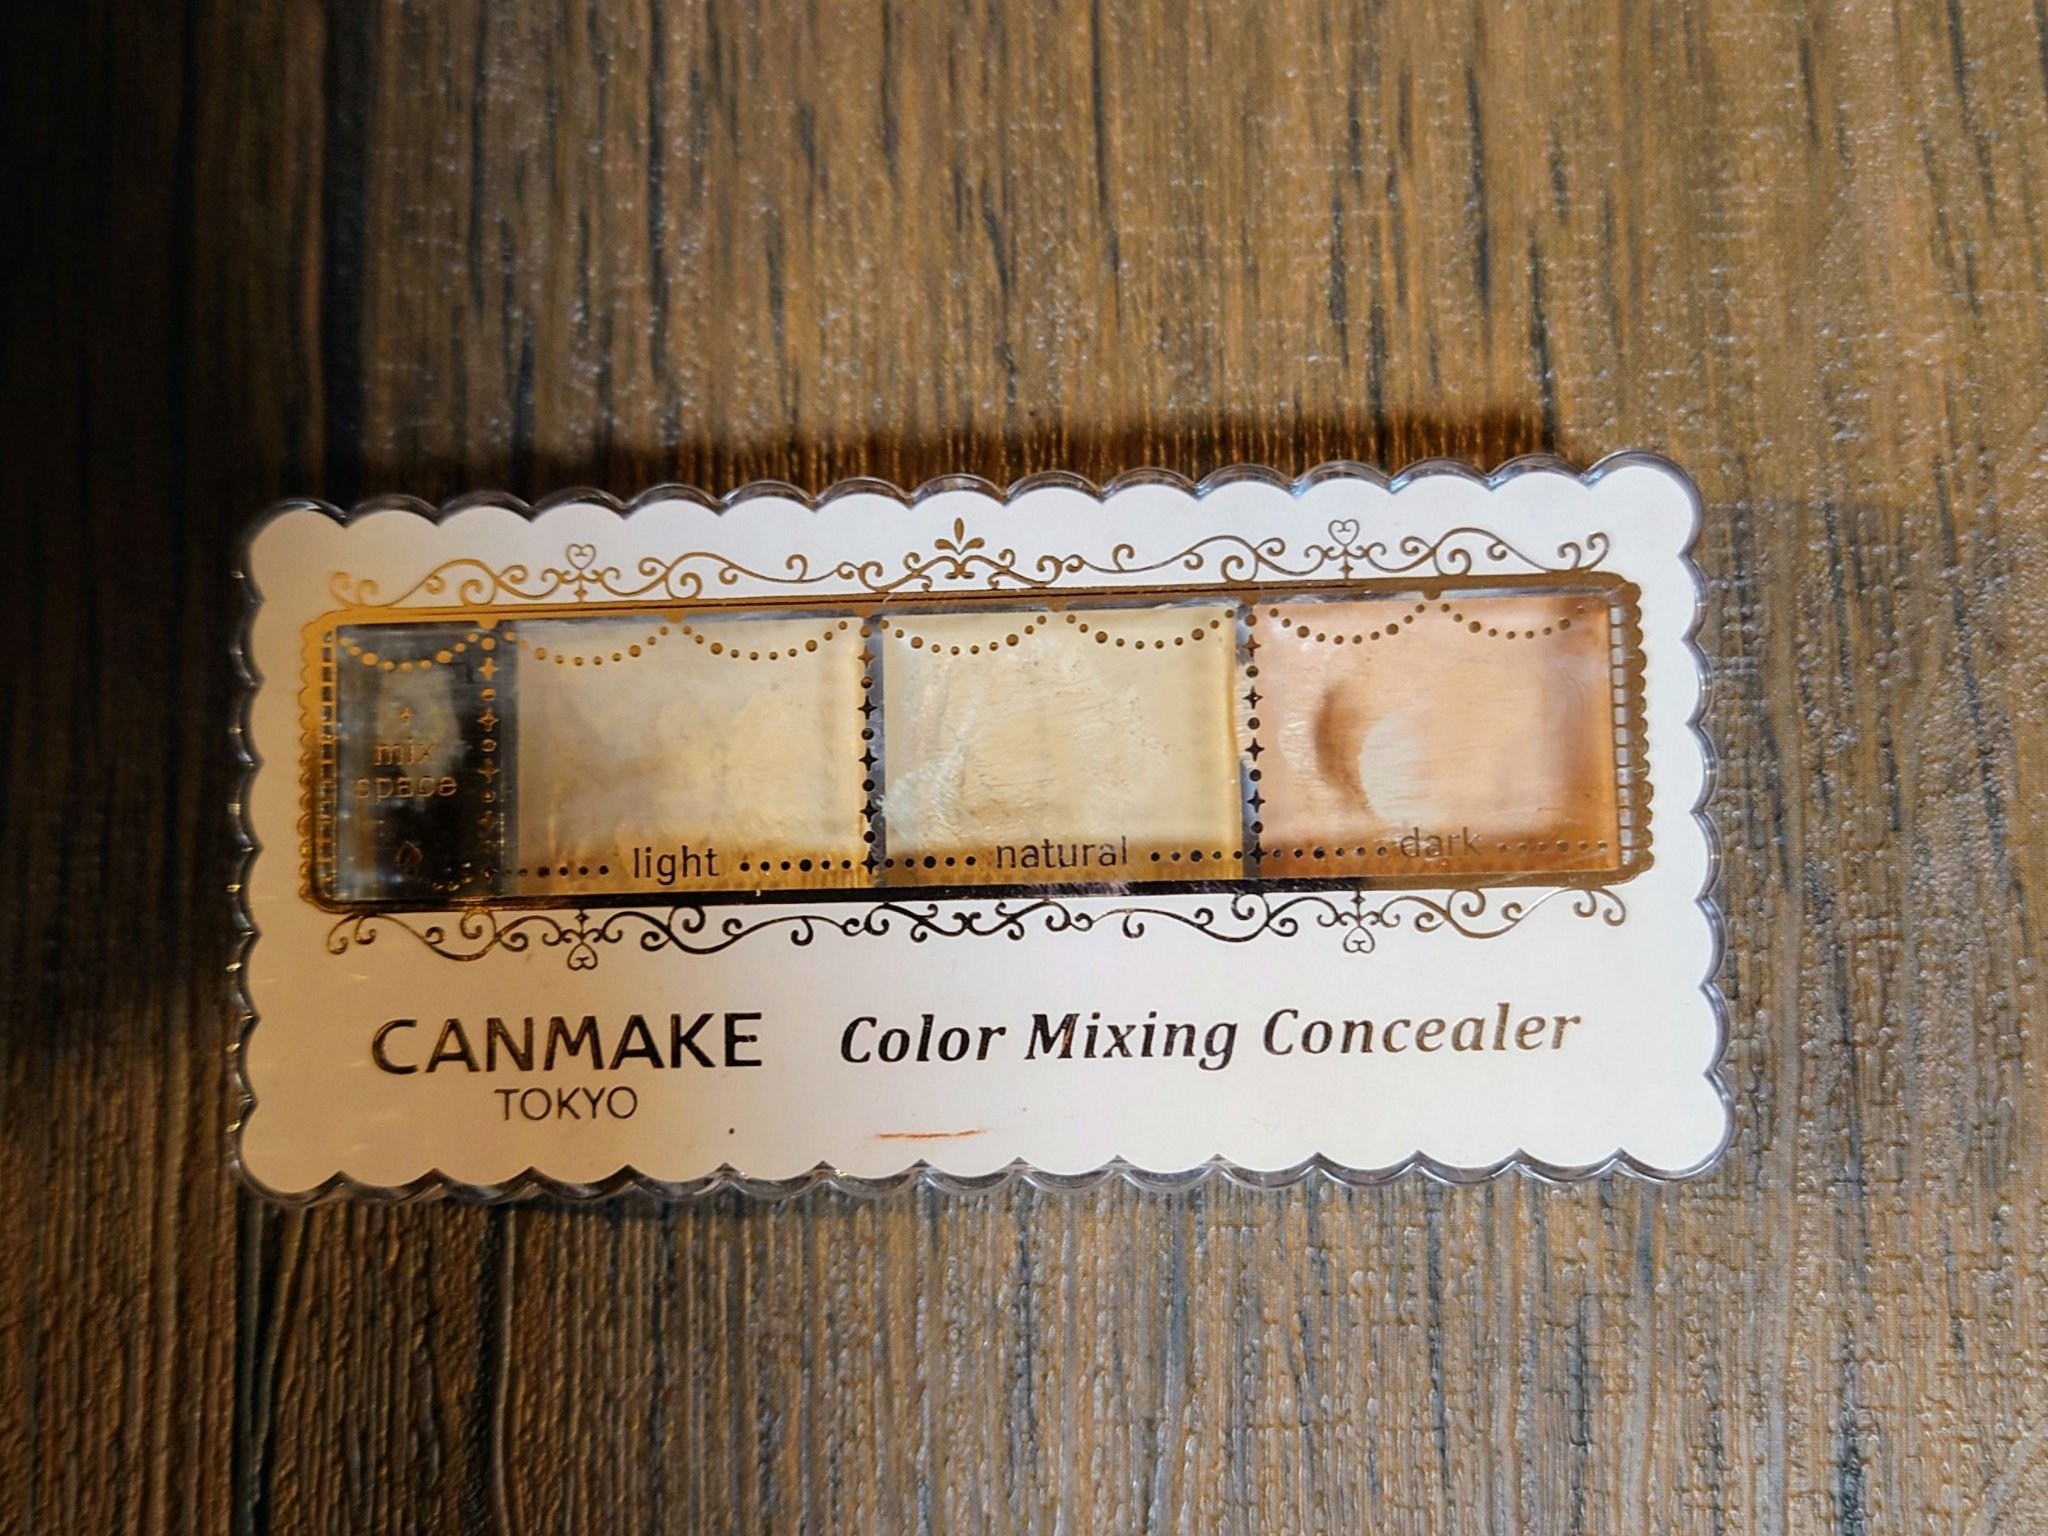 mix
space
light
natural
dark
CANMAKE
TOKYO
Color Mixing Concealer